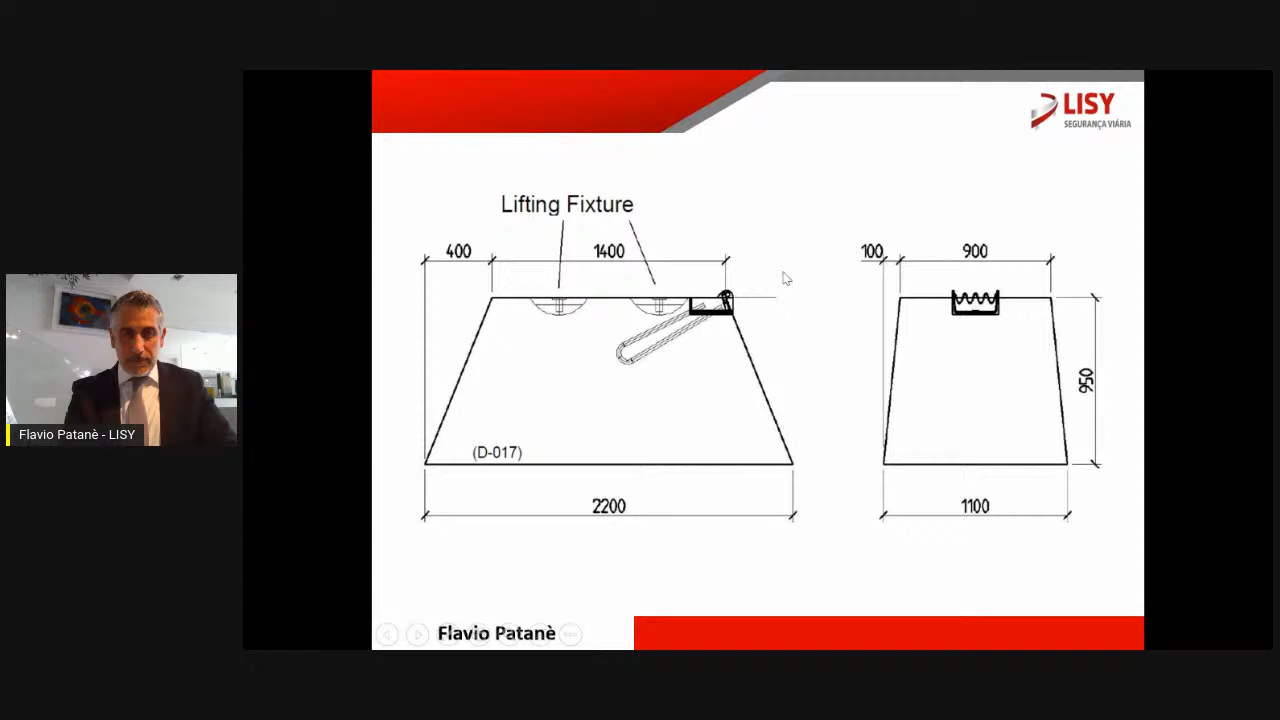 LISY
SEGURANÇA VIÁRIA
Lifting Fixture
400
1400
100
900
950
(D-017)
2200
1100
Flavio Patanè - LISY
Flavio Patanè